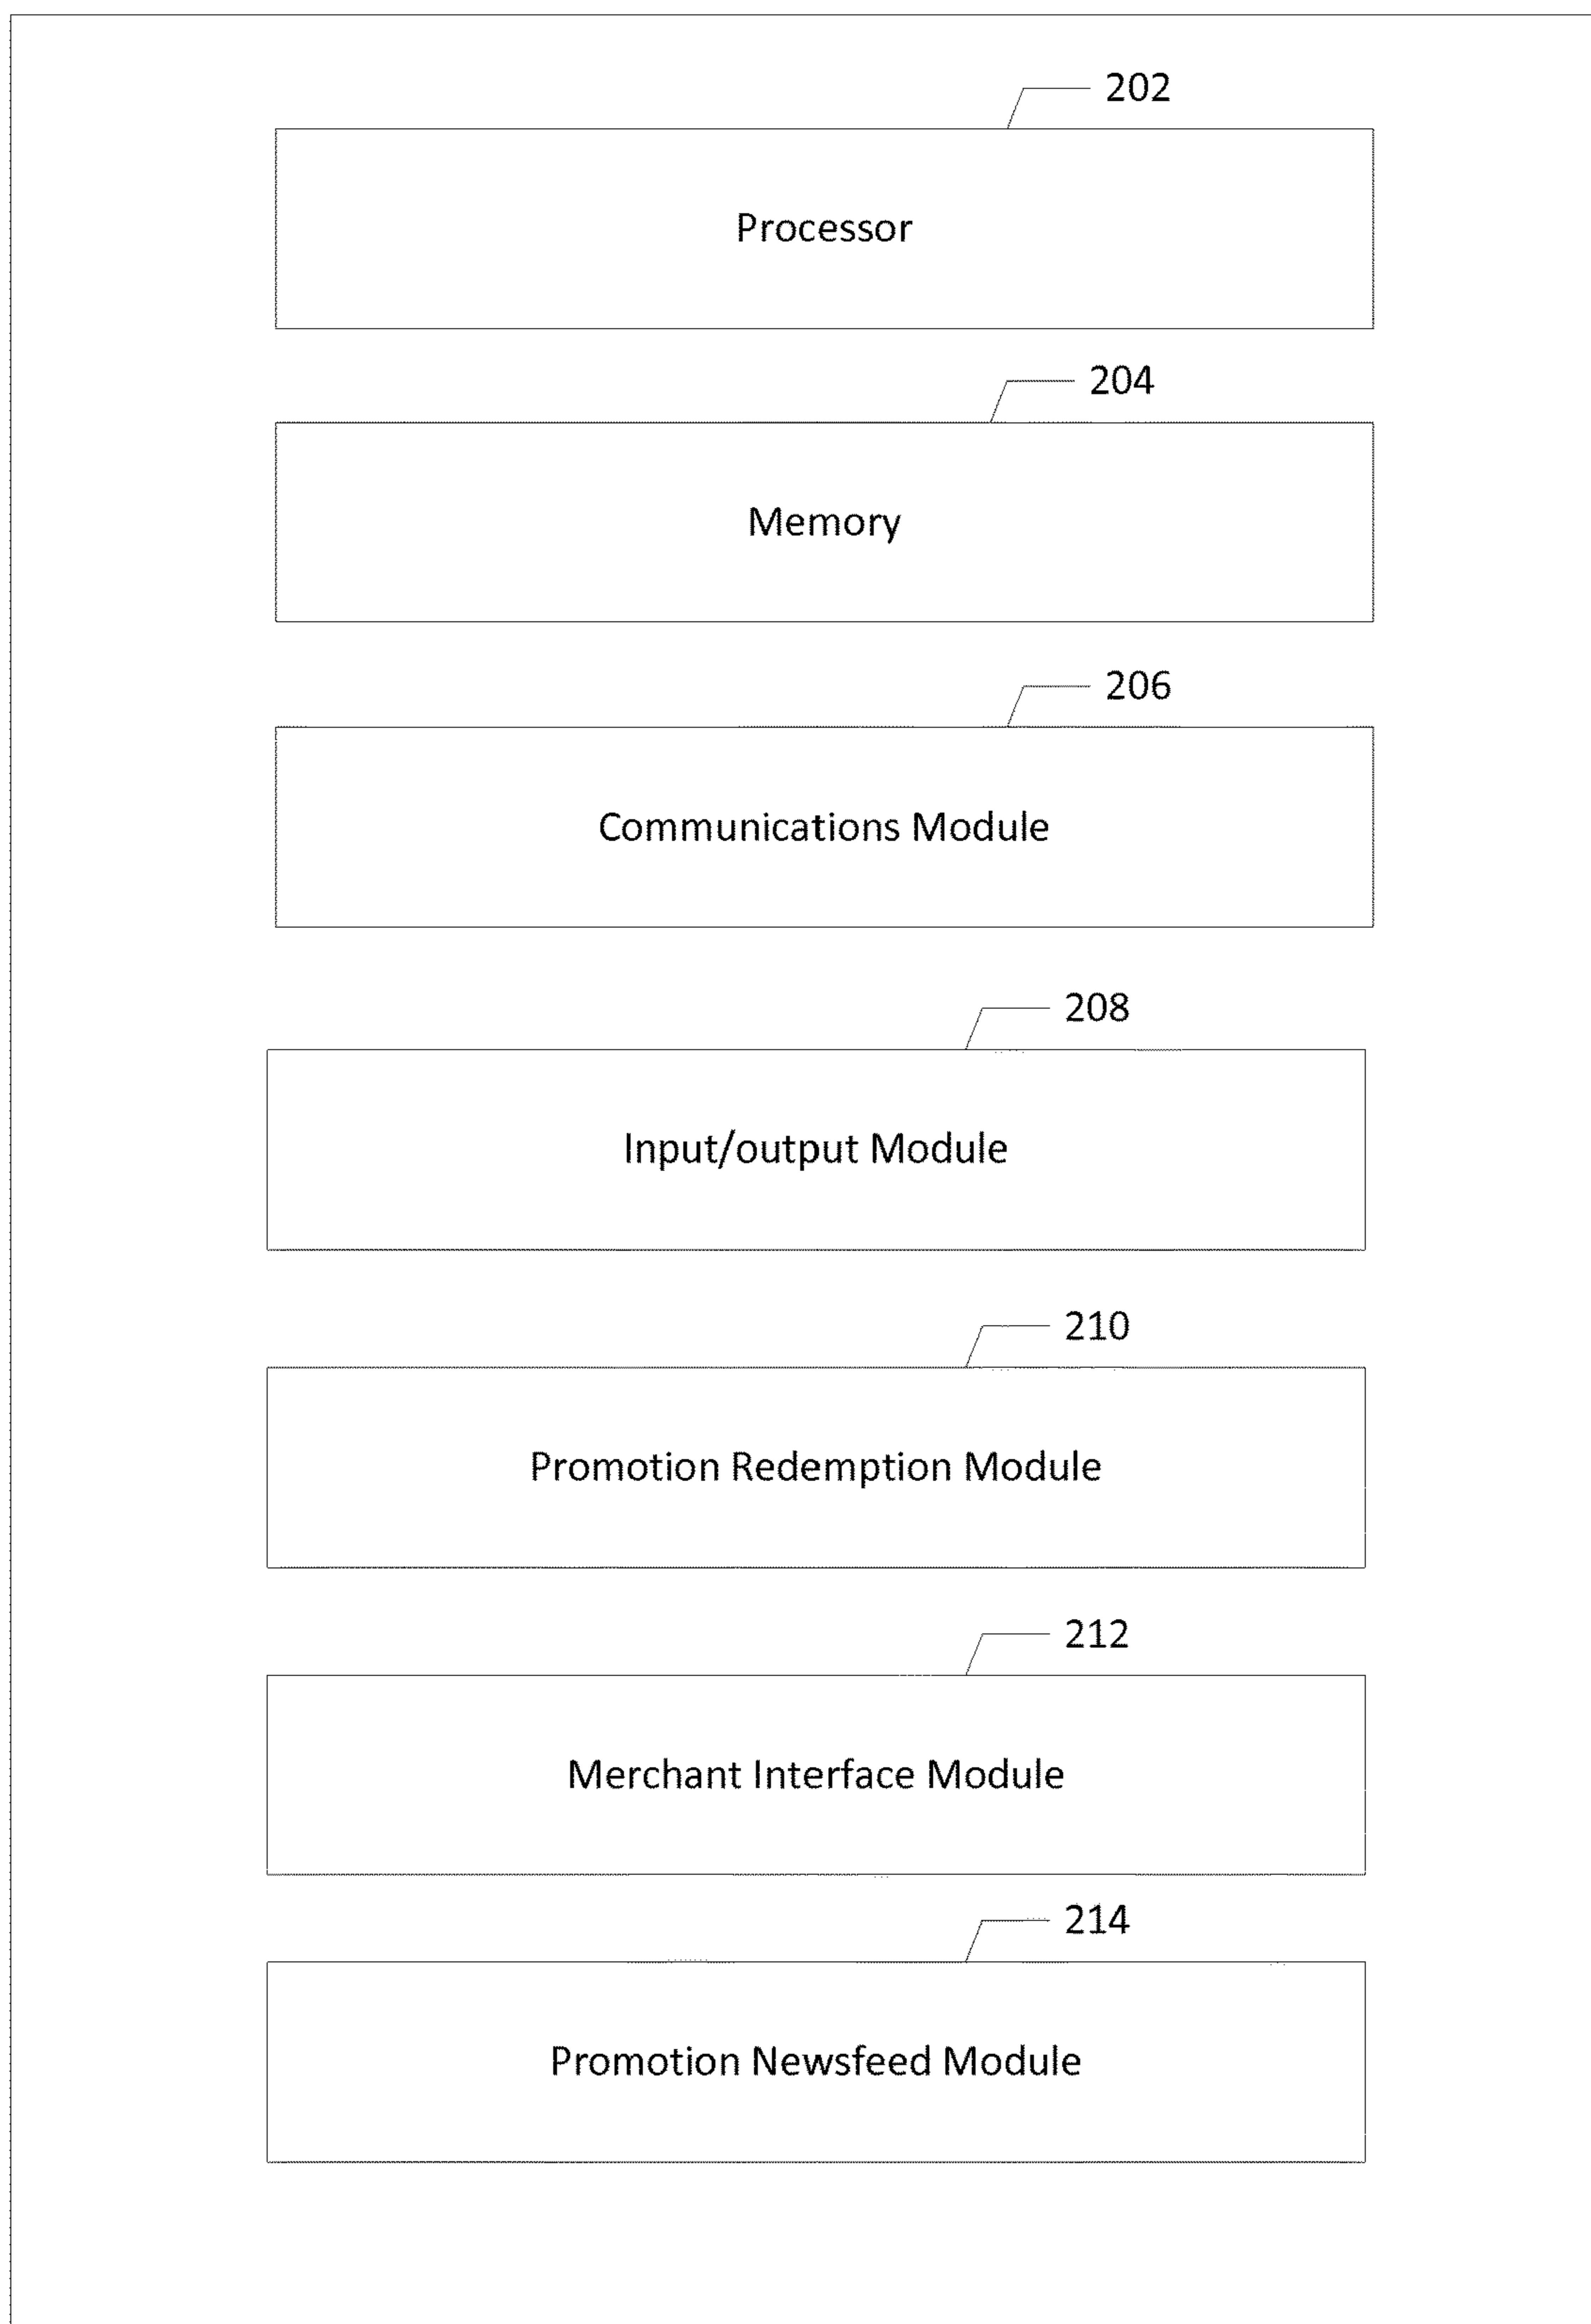 202
Processor
204
Memory
206
Communications Module
208
Input/output Module
210
Promotion Redemption Module
212
Merchant Interface Module
214
Promotion Newsfeed Module